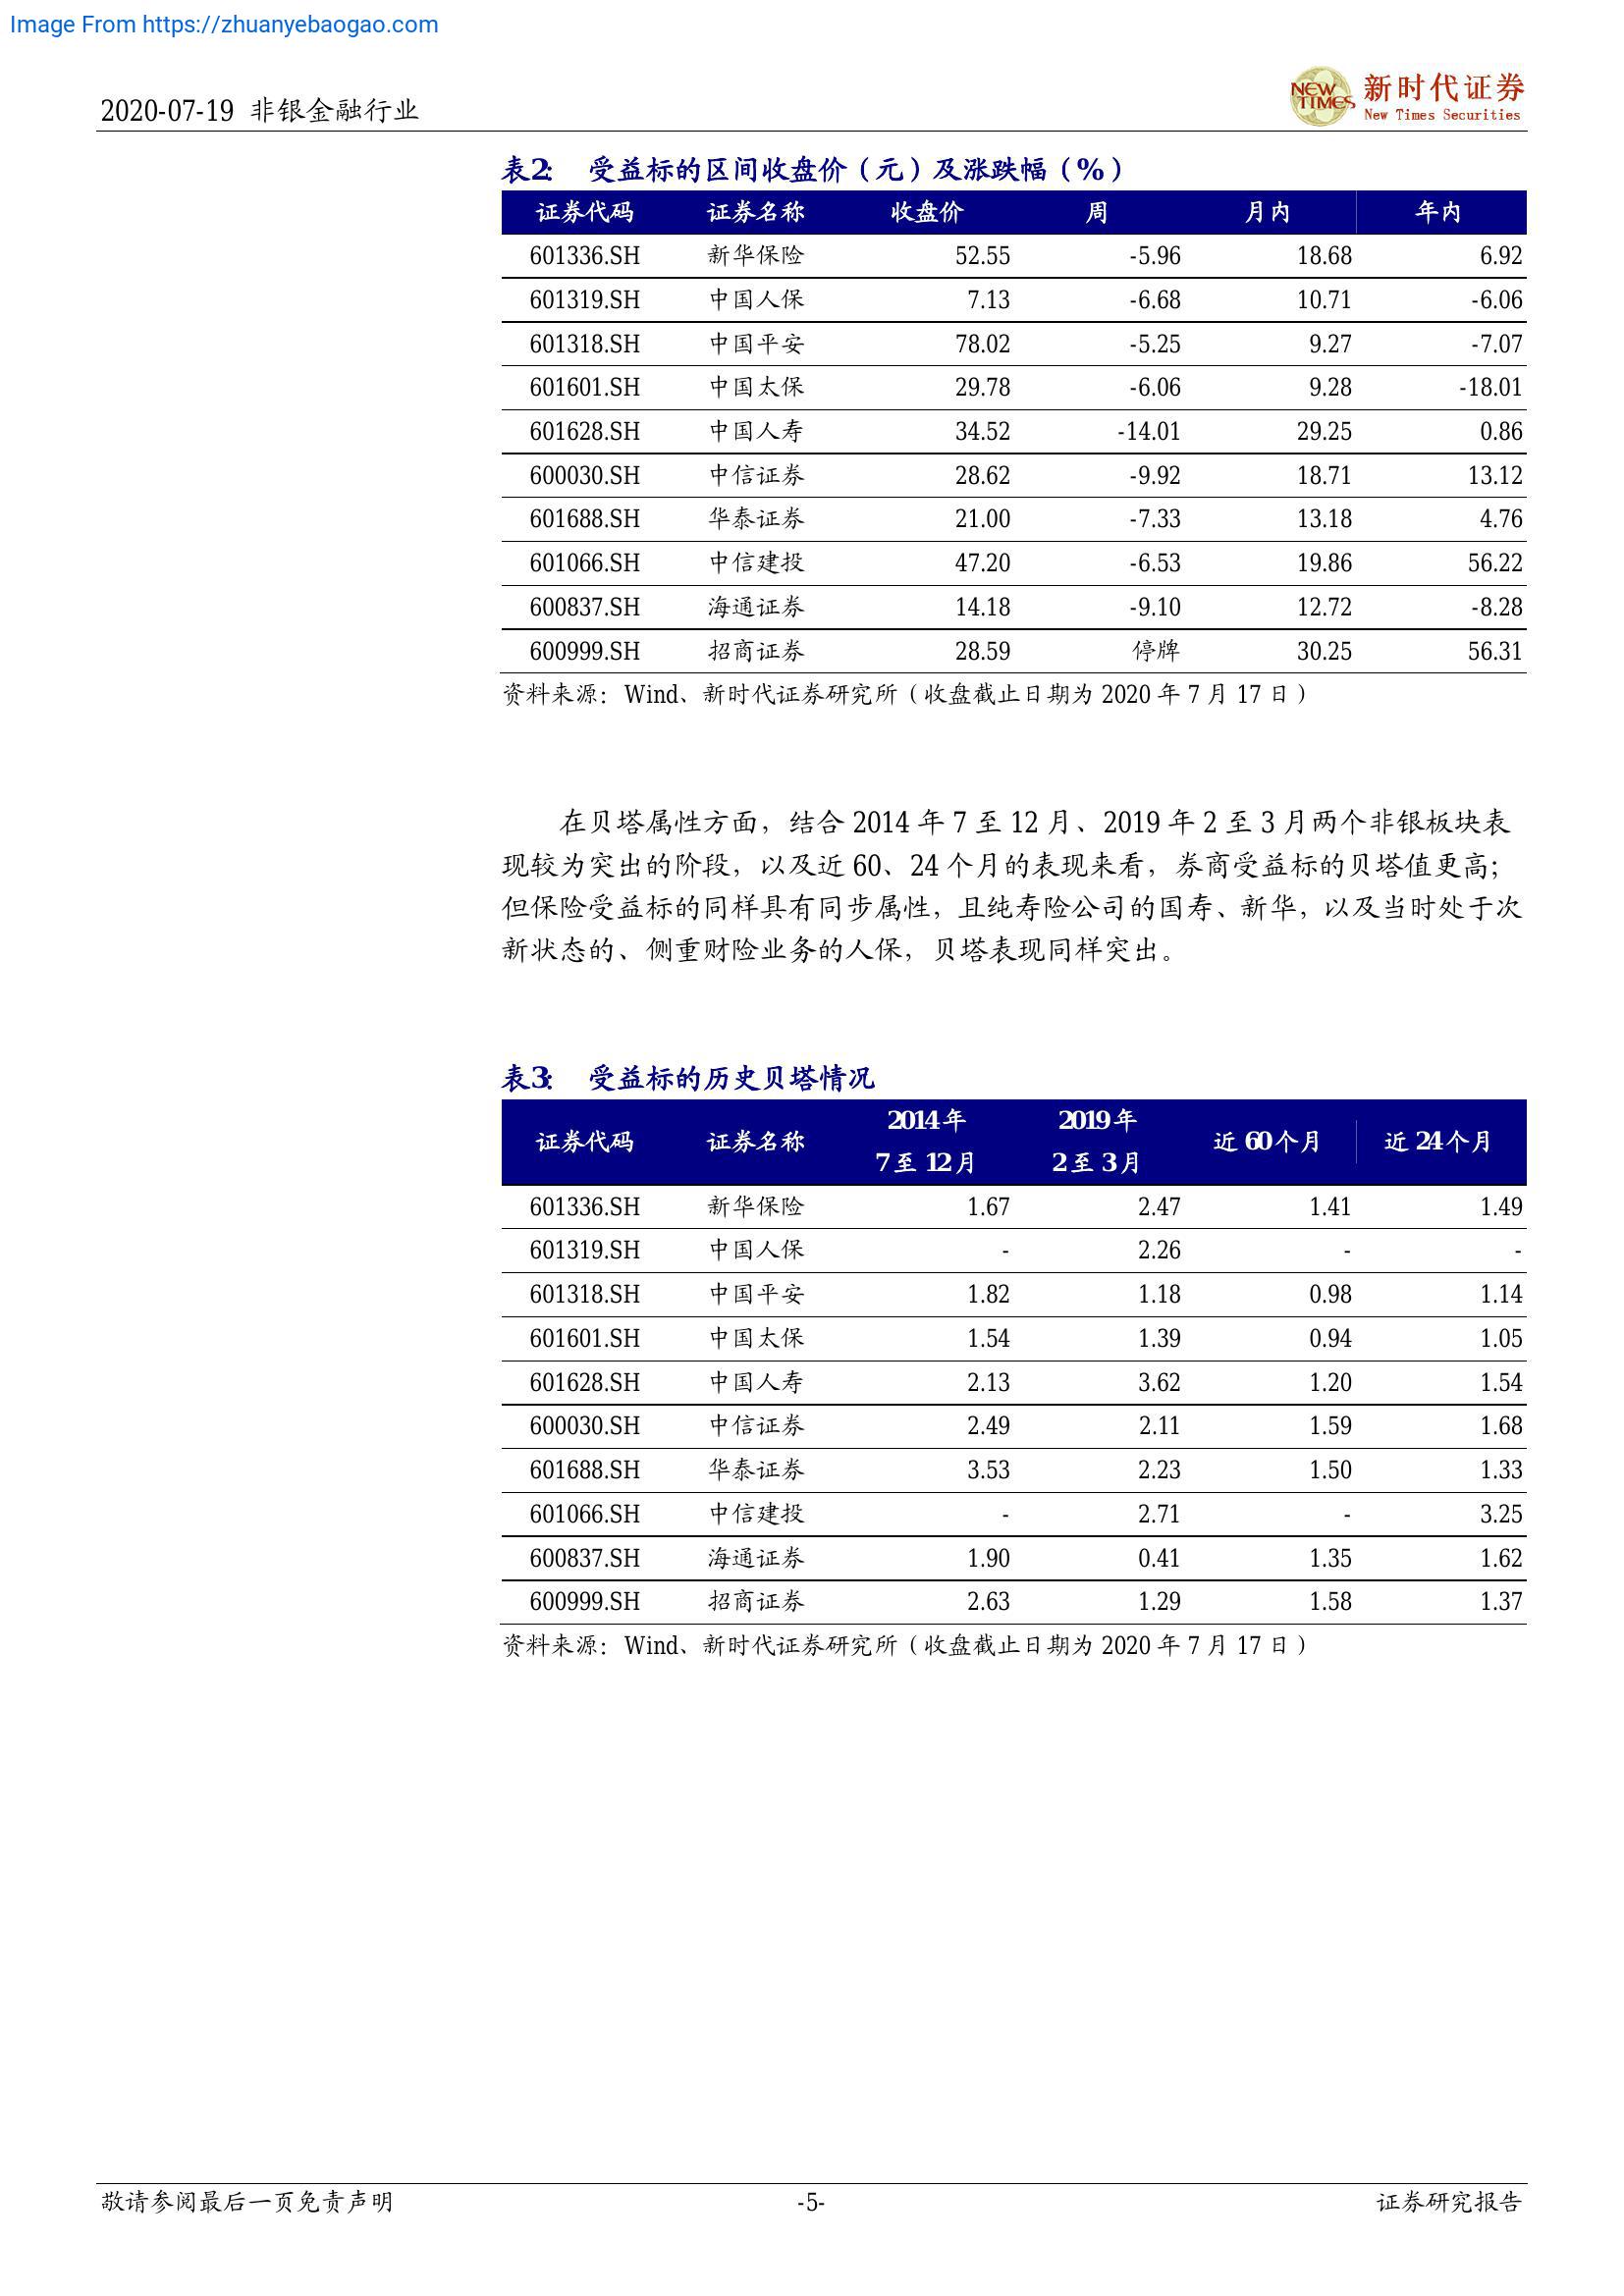 Image From https://zhuanyebaogao.com
2020-07-19 非银金融行业
NEW TIMES 新时代证券
New Times Securities
表2: 受益标的区间收盘价（元）及涨跌幅（%）
证券代码 证券名称 收盘价 周 月内 年内
601336.SH 新华保险 52.55 -5.96 18.68 6.92
601319.SH 中国人保 7.13 -6.68 10.71 -6.06
601318.SH 中国平安 78.02 -5.25 9.27 -7.07
601601.SH 中国太保 29.78 -6.06 9.28 -18.01
601628.SH 中国人寿 34.52 -14.01 29.25 0.86
600030.SH 中信证券 28.62 -9.92 18.71 13.12
601688.SH 华泰证券 21.00 -7.33 13.18 4.76
601066.SH 中信建投 47.20 -6.53 19.86 56.22
600837.SH 海通证券 14.18 -9.10 12.72 -8.28
600999.SH 招商证券 28.59 停牌 30.25 56.31
资料来源：Wind、新时代证券研究所（收盘截止日期为 2020 年 7 月 17 日）
在贝塔属性方面，结合 2014 年 7 至 12 月、2019 年 2 至 3 月两个非银板块表
现较为突出的阶段，以及近 60、24 个月的表现来看，券商受益标的贝塔值更高；
但保险受益标的同样具有同步属性，且纯寿险公司的国寿、新华，以及当时处于次
新状态的、侧重财险业务的人保，贝塔表现同样突出。
表3: 受益标的历史贝塔情况
证券代码 证券名称 2014年 7至12月 2019年 2至3月 近60个月 近24个月
601336.SH 新华保险 1.67 2.47 1.41 1.49
601319.SH 中国人保 - 2.26 - -
601318.SH 中国平安 1.82 1.18 0.98 1.14
601601.SH 中国太保 1.54 1.39 0.94 1.05
601628.SH 中国人寿 2.13 3.62 1.20 1.54
600030.SH 中信证券 2.49 2.11 1.59 1.68
601688.SH 华泰证券 3.53 2.23 1.50 1.33
601066.SH 中信建投 - 2.71 - 3.25
600837.SH 海通证券 1.90 0.41 1.35 1.62
600999.SH 招商证券 2.63 1.29 1.58 1.37
资料来源：Wind、新时代证券研究所（收盘截止日期为 2020 年 7 月 17 日）
敬请参阅最后一页免责声明 -5- 证券研究报告